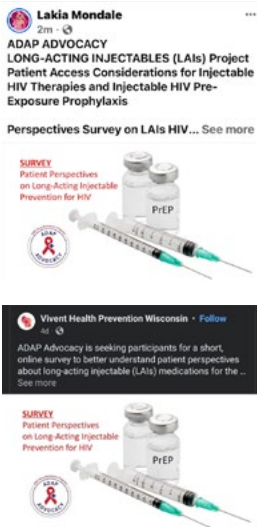 Lakia Mondale
2m ·
ADAP ADVOCACY
LONG-ACTING INJECTABLES (LAIs) Project
Patient Access Considerations for Injectable
HIV Therapies and Injectable HIV Pre-
Exposure Prophylaxis
Perspectives Survey on LAIs HIV... See more
SURVEY
Patient Perspectives
on Long-Acting Injectable
Prevention for HIV
PrEP
ADAP
ADVOCACY
Vivent Health Prevention Wisconsin · Follow
4d ·
ADAP Advocacy is seeking participants for a short,
online survey to better understand patient perspectives
about long-acting injectable (LAIs) medications for the ...
See more
SURVEY
Patient Perspectives
on Long-Acting Injectable
Prevention for HIV
PrEP
ADAP
ADVOCACY